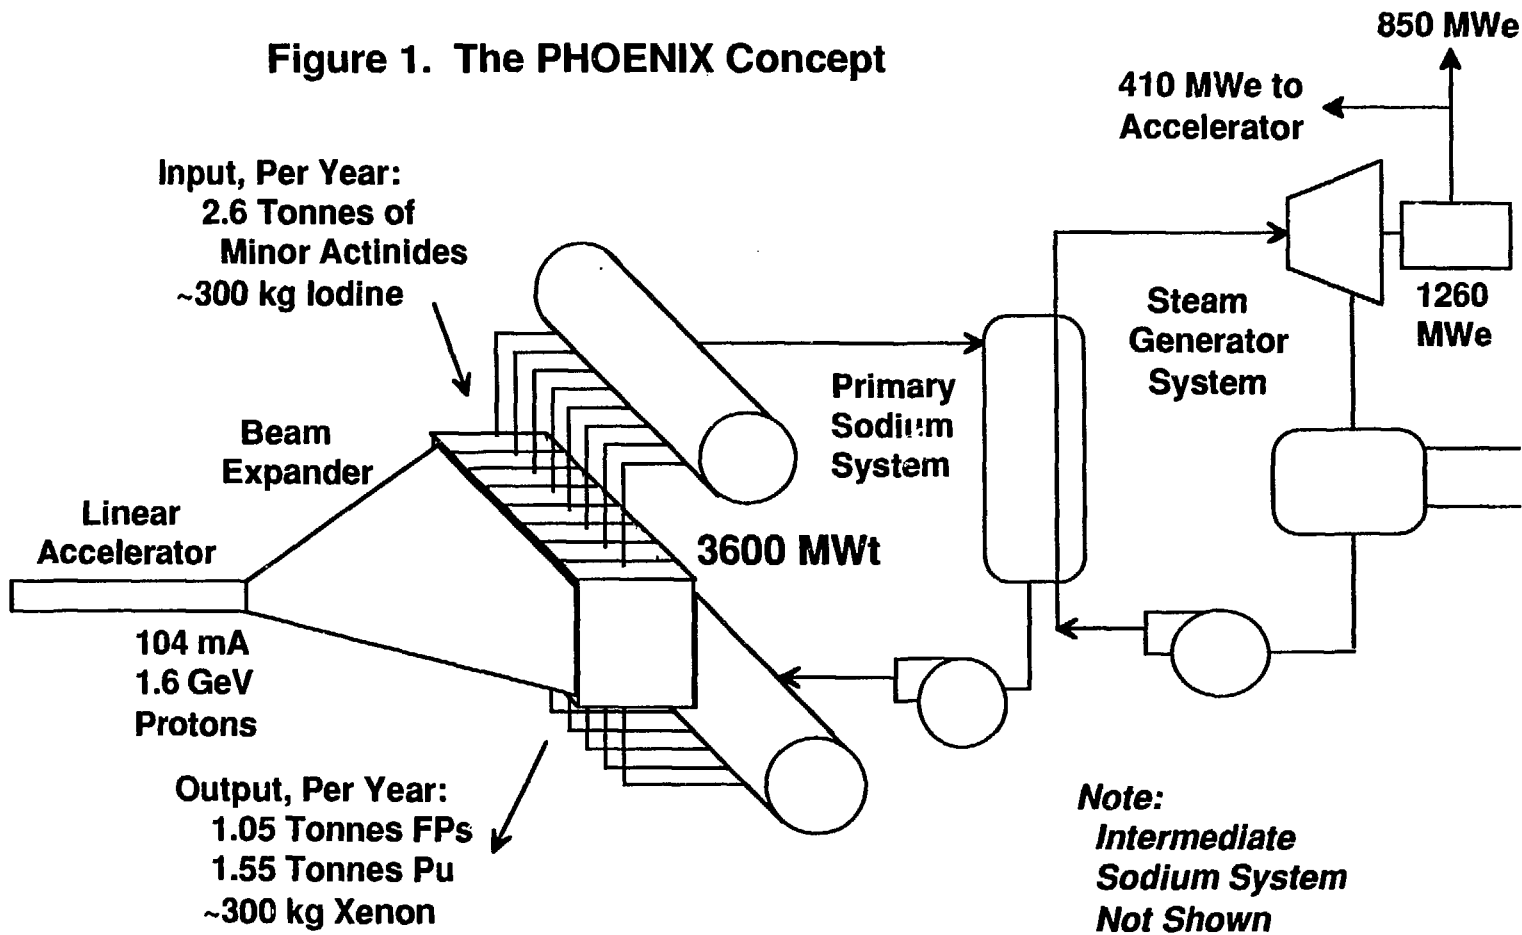 Figure 1. The PHOENIX Concept
850 MWe
410 MWe to
Accelerator
Input, Per Year:
2.6 Tonnes of
Minor Actinides
~300 kg Iodine
1260
MWe
Steam
Generator
System
Primary
Sodium
System
Beam
Expander
Linear
Accelerator
3600 MWt
104 mA
1.6 GeV
Protons
Output, Per Year:
1.05 Tonnes FPs
1.55 Tonnes Pu
~300 kg Xenon
Note:
Intermediate
Sodium System
Not Shown